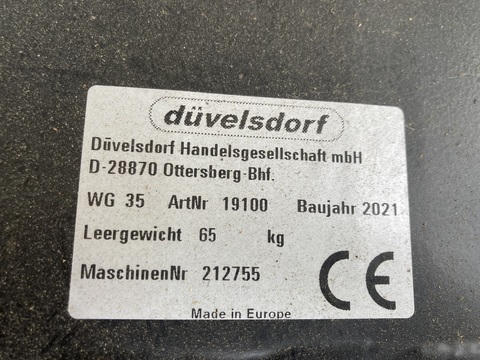 düvelsdorf
Düvelsdorf Handelsgesellschaft mbH
D-28870 Ottersberg-Bhf.
WG 35 ArtNr 19100 Baujahr 2021
Leergewicht 65 kg
MaschinenNr 212755
CE
Made in Europe